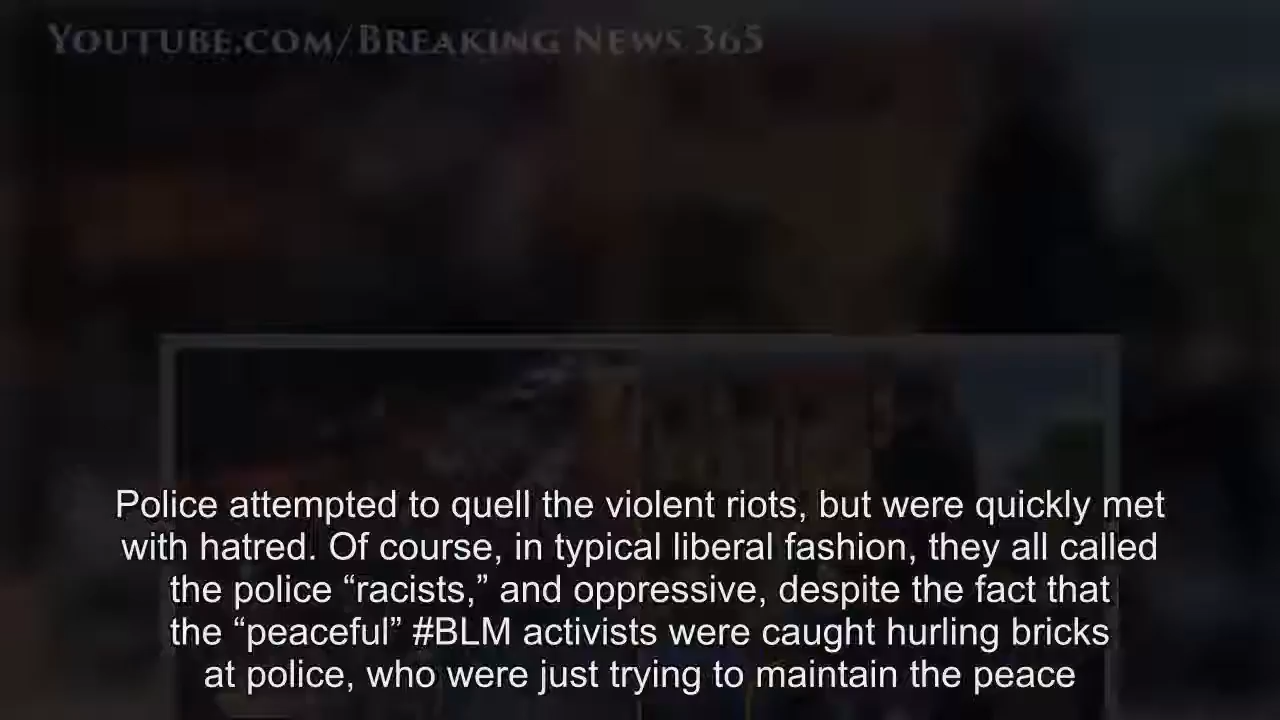 YOUTUBE.COM/BREAKING NEWS 365
Police attempted to quell the violent riots, but were quickly met
with hatred. Of course, in typical liberal fashion, they all called
the police “racists,” and oppressive, despite the fact that
the “peaceful” #BLM activists were caught hurling bricks
at police, who were just trying to maintain the peace